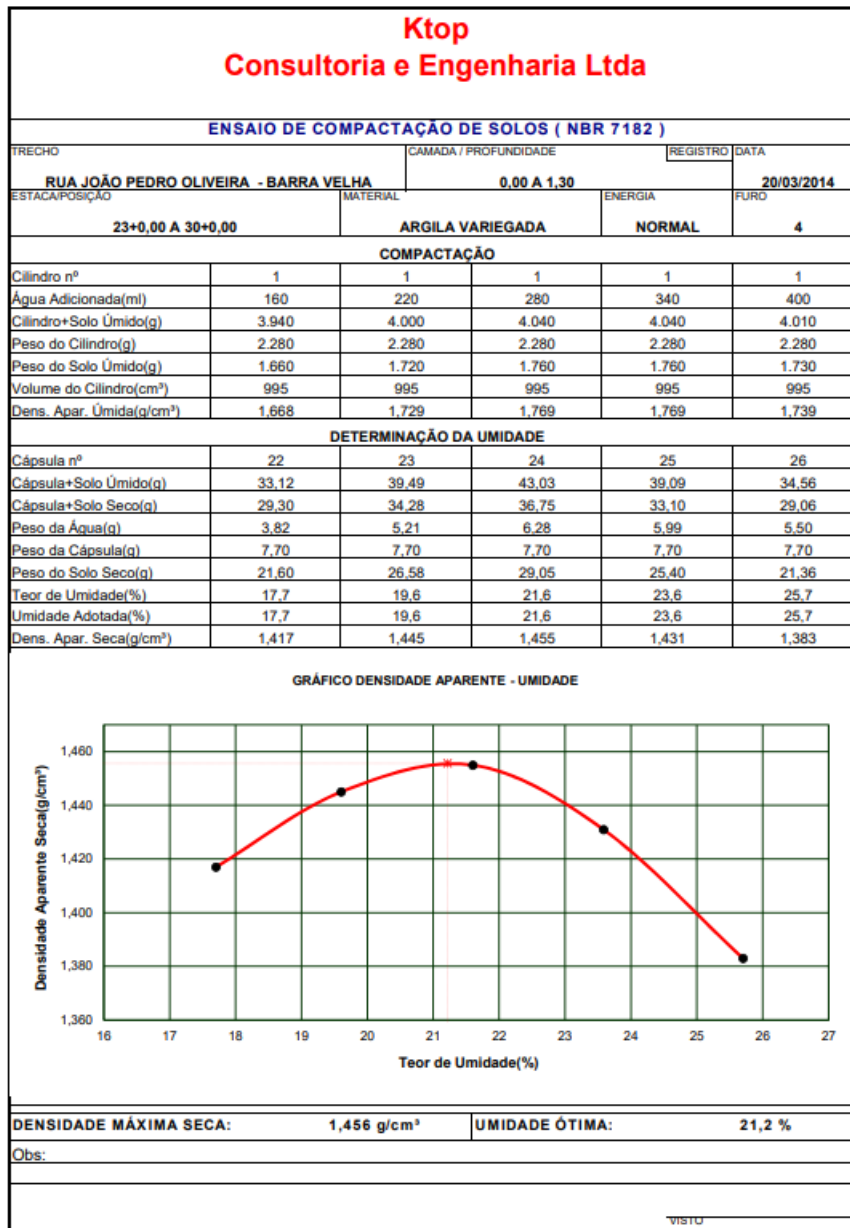 Ktop
Consultoria e Engenharia Ltda
ENSAIO DE COMPACTAÇÃO DE SOLOS ( NBR 7182 )
TRECHO CAMADA / PROFUNDIDADE REGISTRO DATA
RUA JOÃO PEDRO OLIVEIRA - BARRA VELHA 0,00 A 1,30 20/03/2014
ESTACA/POSIÇÃO MATERIAL ENERGIA FURO
23+0,00 A 30+0,00 ARGILA VARIEGADA NORMAL 4
COMPACTAÇÃO
Cilindro nº 1 1 1 1 1
Água Adicionada(ml) 160 220 280 340 400
Cilindro+Solo Úmido(g) 3.940 4.000 4.040 4.040 4.010
Peso do Cilindro(g) 2.280 2.280 2.280 2.280 2.280
Peso do Solo Úmido(g) 1.660 1.720 1.760 1.760 1.730
Volume do Cilindro(cm³) 995 995 995 995 995
Dens. Apar. Úmida(g/cm³) 1,668 1,729 1,769 1,769 1,739
DETERMINAÇÃO DA UMIDADE
Cápsula nº 22 23 24 25 26
Cápsula+Solo Úmido(g) 33,12 39,49 43,03 39,09 34,56
Cápsula+Solo Seco(g) 29,30 34,28 36,75 33,10 29,06
Peso da Água(g) 3,82 5,21 6,28 5,99 5,50
Peso da Cápsula(g) 7,70 7,70 7,70 7,70 7,70
Peso do Solo Seco(g) 21,60 26,58 29,05 25,40 21,36
Teor de Umidade(%) 17,7 19,6 21,6 23,6 25,7
Umidade Adotada(%) 17,7 19,6 21,6 23,6 25,7
Dens. Apar. Seca(g/cm³) 1,417 1,445 1,455 1,431 1,383
GRÁFICO DENSIDADE APARENTE - UMIDADE
Densidade Aparente Seca(g/cm³)
1,460
1,440
1,420
1,400
1,380
1,360
16 17 18 19 20 21 22 23 24 25 26 27
Teor de Umidade(%)
DENSIDADE MÁXIMA SECA: 1,456 g/cm³ UMIDADE ÓTIMA: 21,2 %
Obs:
VISTO